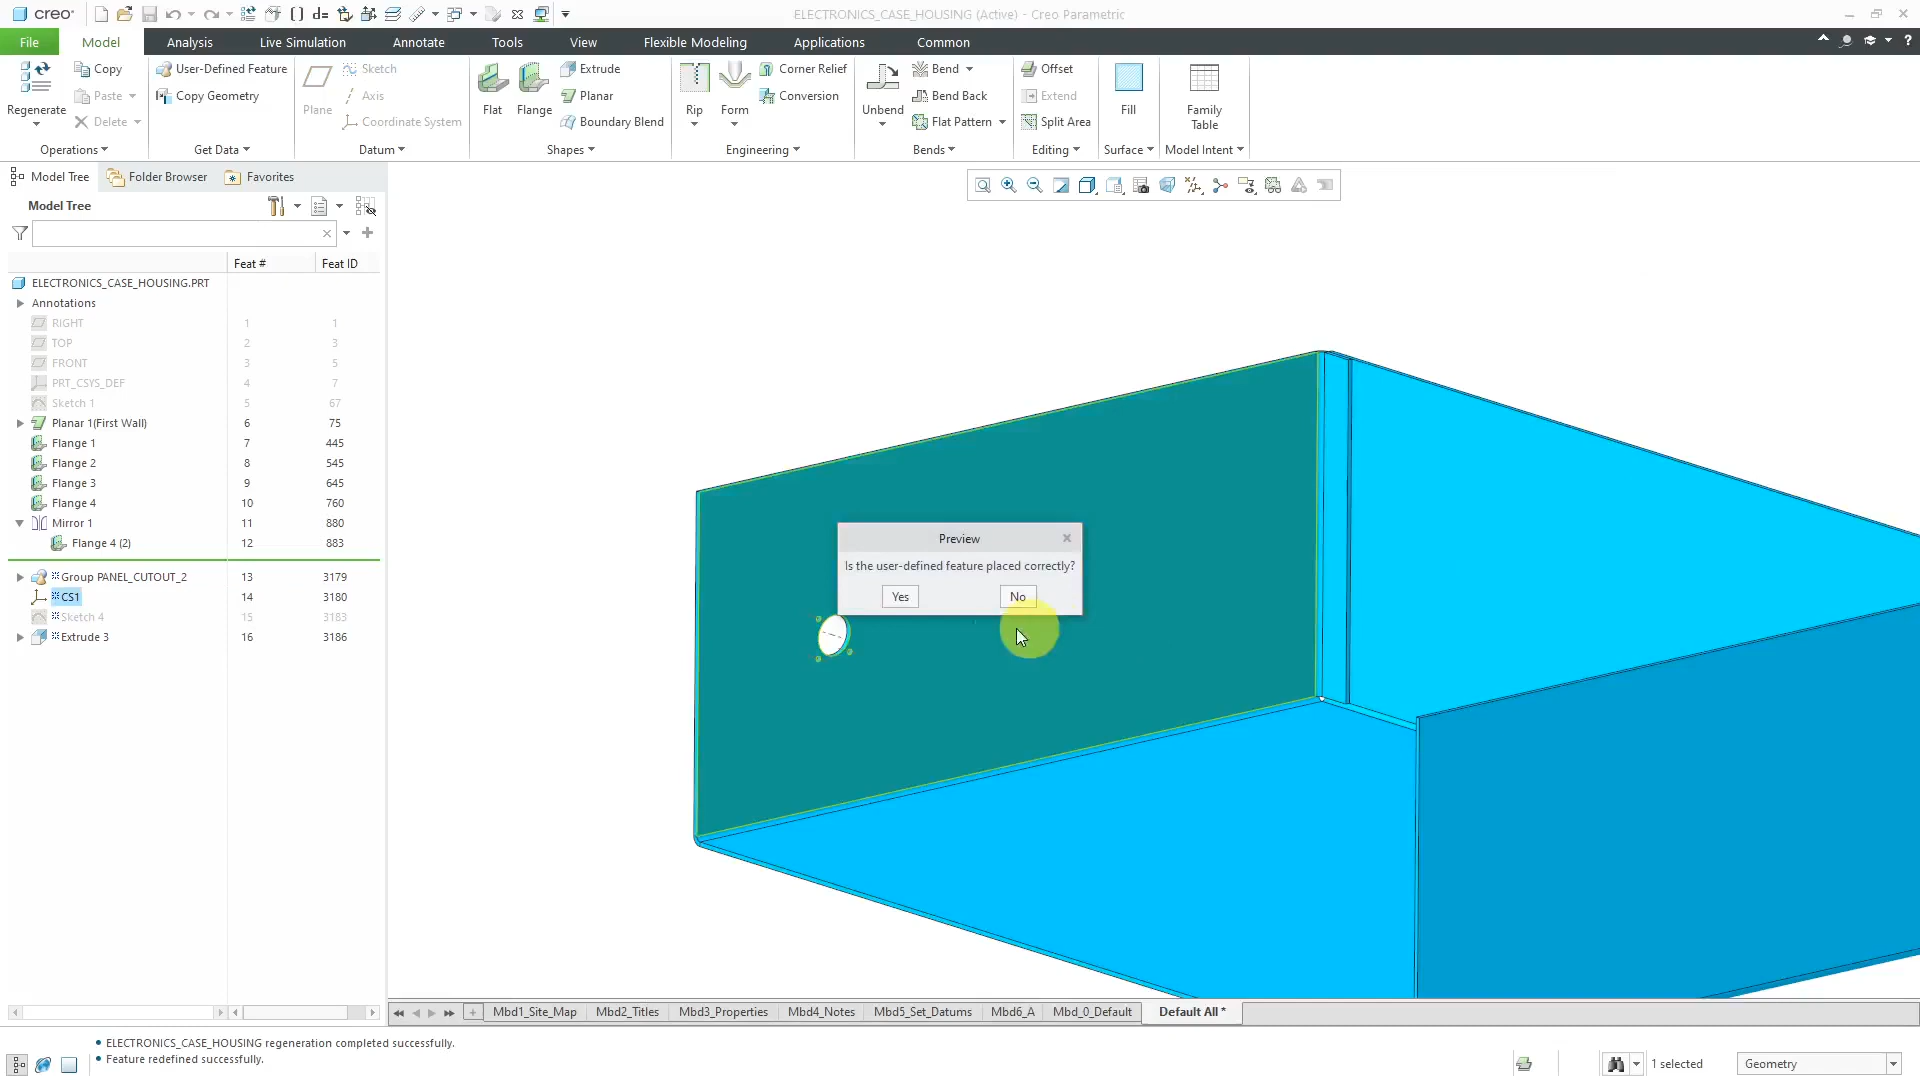 creo
ELECTRONICS_CASE_HOUSING (Active) - Creo Parametric
File
Model
Analysis
Live Simulation
Annotate
Tools
View
Flexible Modeling
Applications
Common
Regenerate
Copy
Paste
Delete
Operations
User-Defined Feature
Copy Geometry
Get Data
Plane
Sketch
Axis
Coordinate System
Datum
Flat
Flange
Extrude
Planar
Boundary Blend
Shapes
Rip
Form
Corner Relief
Conversion
Engineering
Unbend
Bend
Bend Back
Flat Pattern
Bends
Offset
Extend
Split Area
Editing
Fill
Surface
Family
Table
Model Intent
Model Tree
Folder Browser
Favorites
Model Tree
Feat #
Feat ID
ELECTRONICS_CASE_HOUSING.PRT
Annotations
RIGHT 1 1
TOP 2 3
FRONT 3 5
PRT_CSYS_DEF 4 7
Sketch 1 5 67
Planar 1(First Wall) 6 75
Flange 1 7 445
Flange 2 8 545
Flange 3 9 645
Flange 4 10 760
Mirror 1 11 880
Flange 4 (2) 12 883
Group PANEL_CUTOUT_2 13 3179
CS1 14 3180
Sketch 4 15 3183
Extrude 3 16 3186
Preview
Is the user-defined feature placed correctly?
Yes
No
Mbd1_Site_Map
Mbd2_Titles
Mbd3_Properties
Mbd4_Notes
Mbd5_Set_Datums
Mbd6_A
Mbd_0_Default
Default All *
• ELECTRONICS_CASE_HOUSING regeneration completed successfully.
• Feature redefined successfully.
1 selected
Geometry